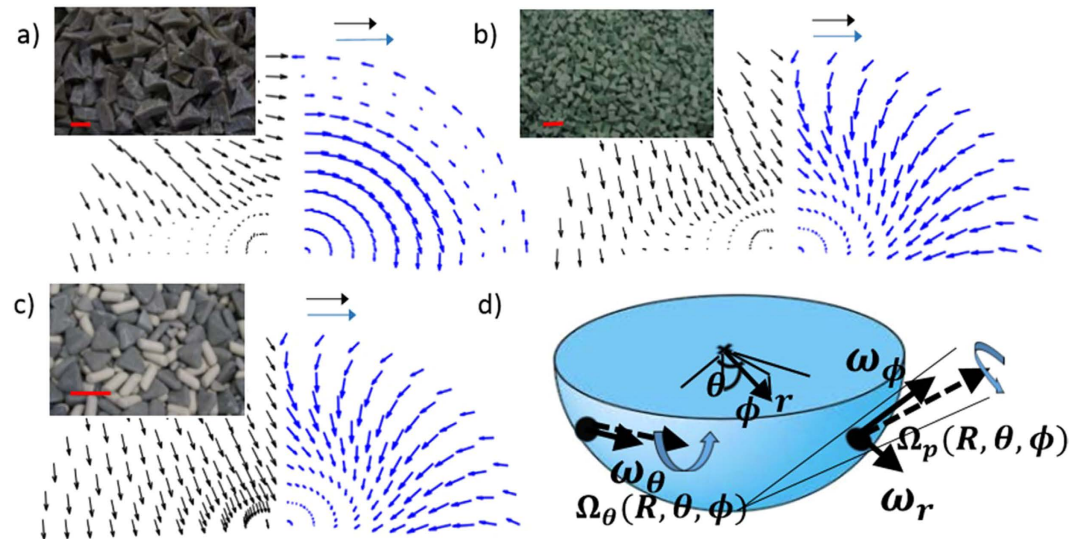 a)
b)
c)
d)
θ
ϕ
r
ω_ϕ
Ω_p(R, θ, ϕ)
ω_θ
Ω_θ(R, θ, ϕ)
ω_r